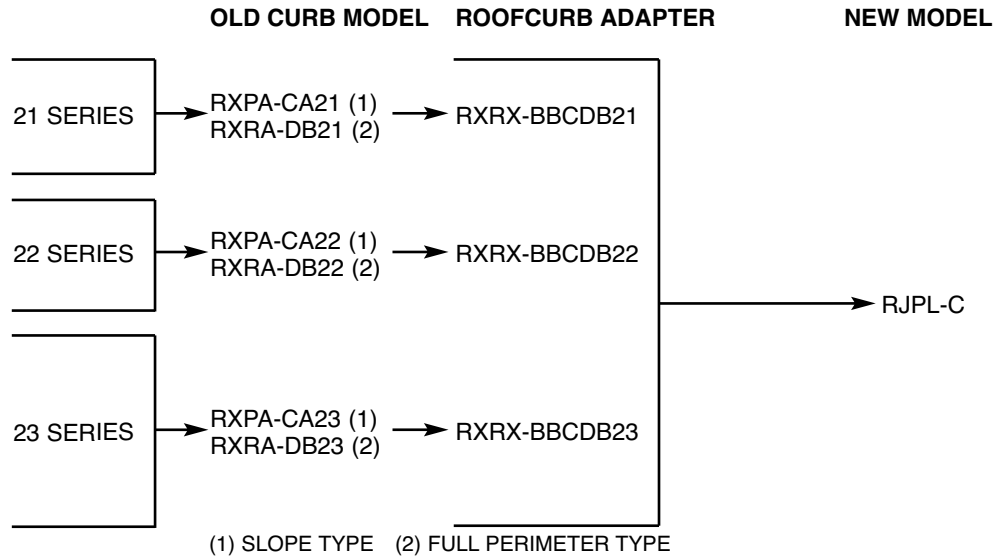 OLD CURB MODEL ROOFCURB ADAPTER NEW MODEL
21 SERIES
RXPA-CA21 (1)
RXRA-DB21 (2)
RXRX-BBCDB21
22 SERIES
RXPA-CA22 (1)
RXRA-DB22 (2)
RXRX-BBCDB22
RJPL-C
23 SERIES
RXPA-CA23 (1)
RXRA-DB23 (2)
RXRX-BBCDB23
(1) SLOPE TYPE (2) FULL PERIMETER TYPE